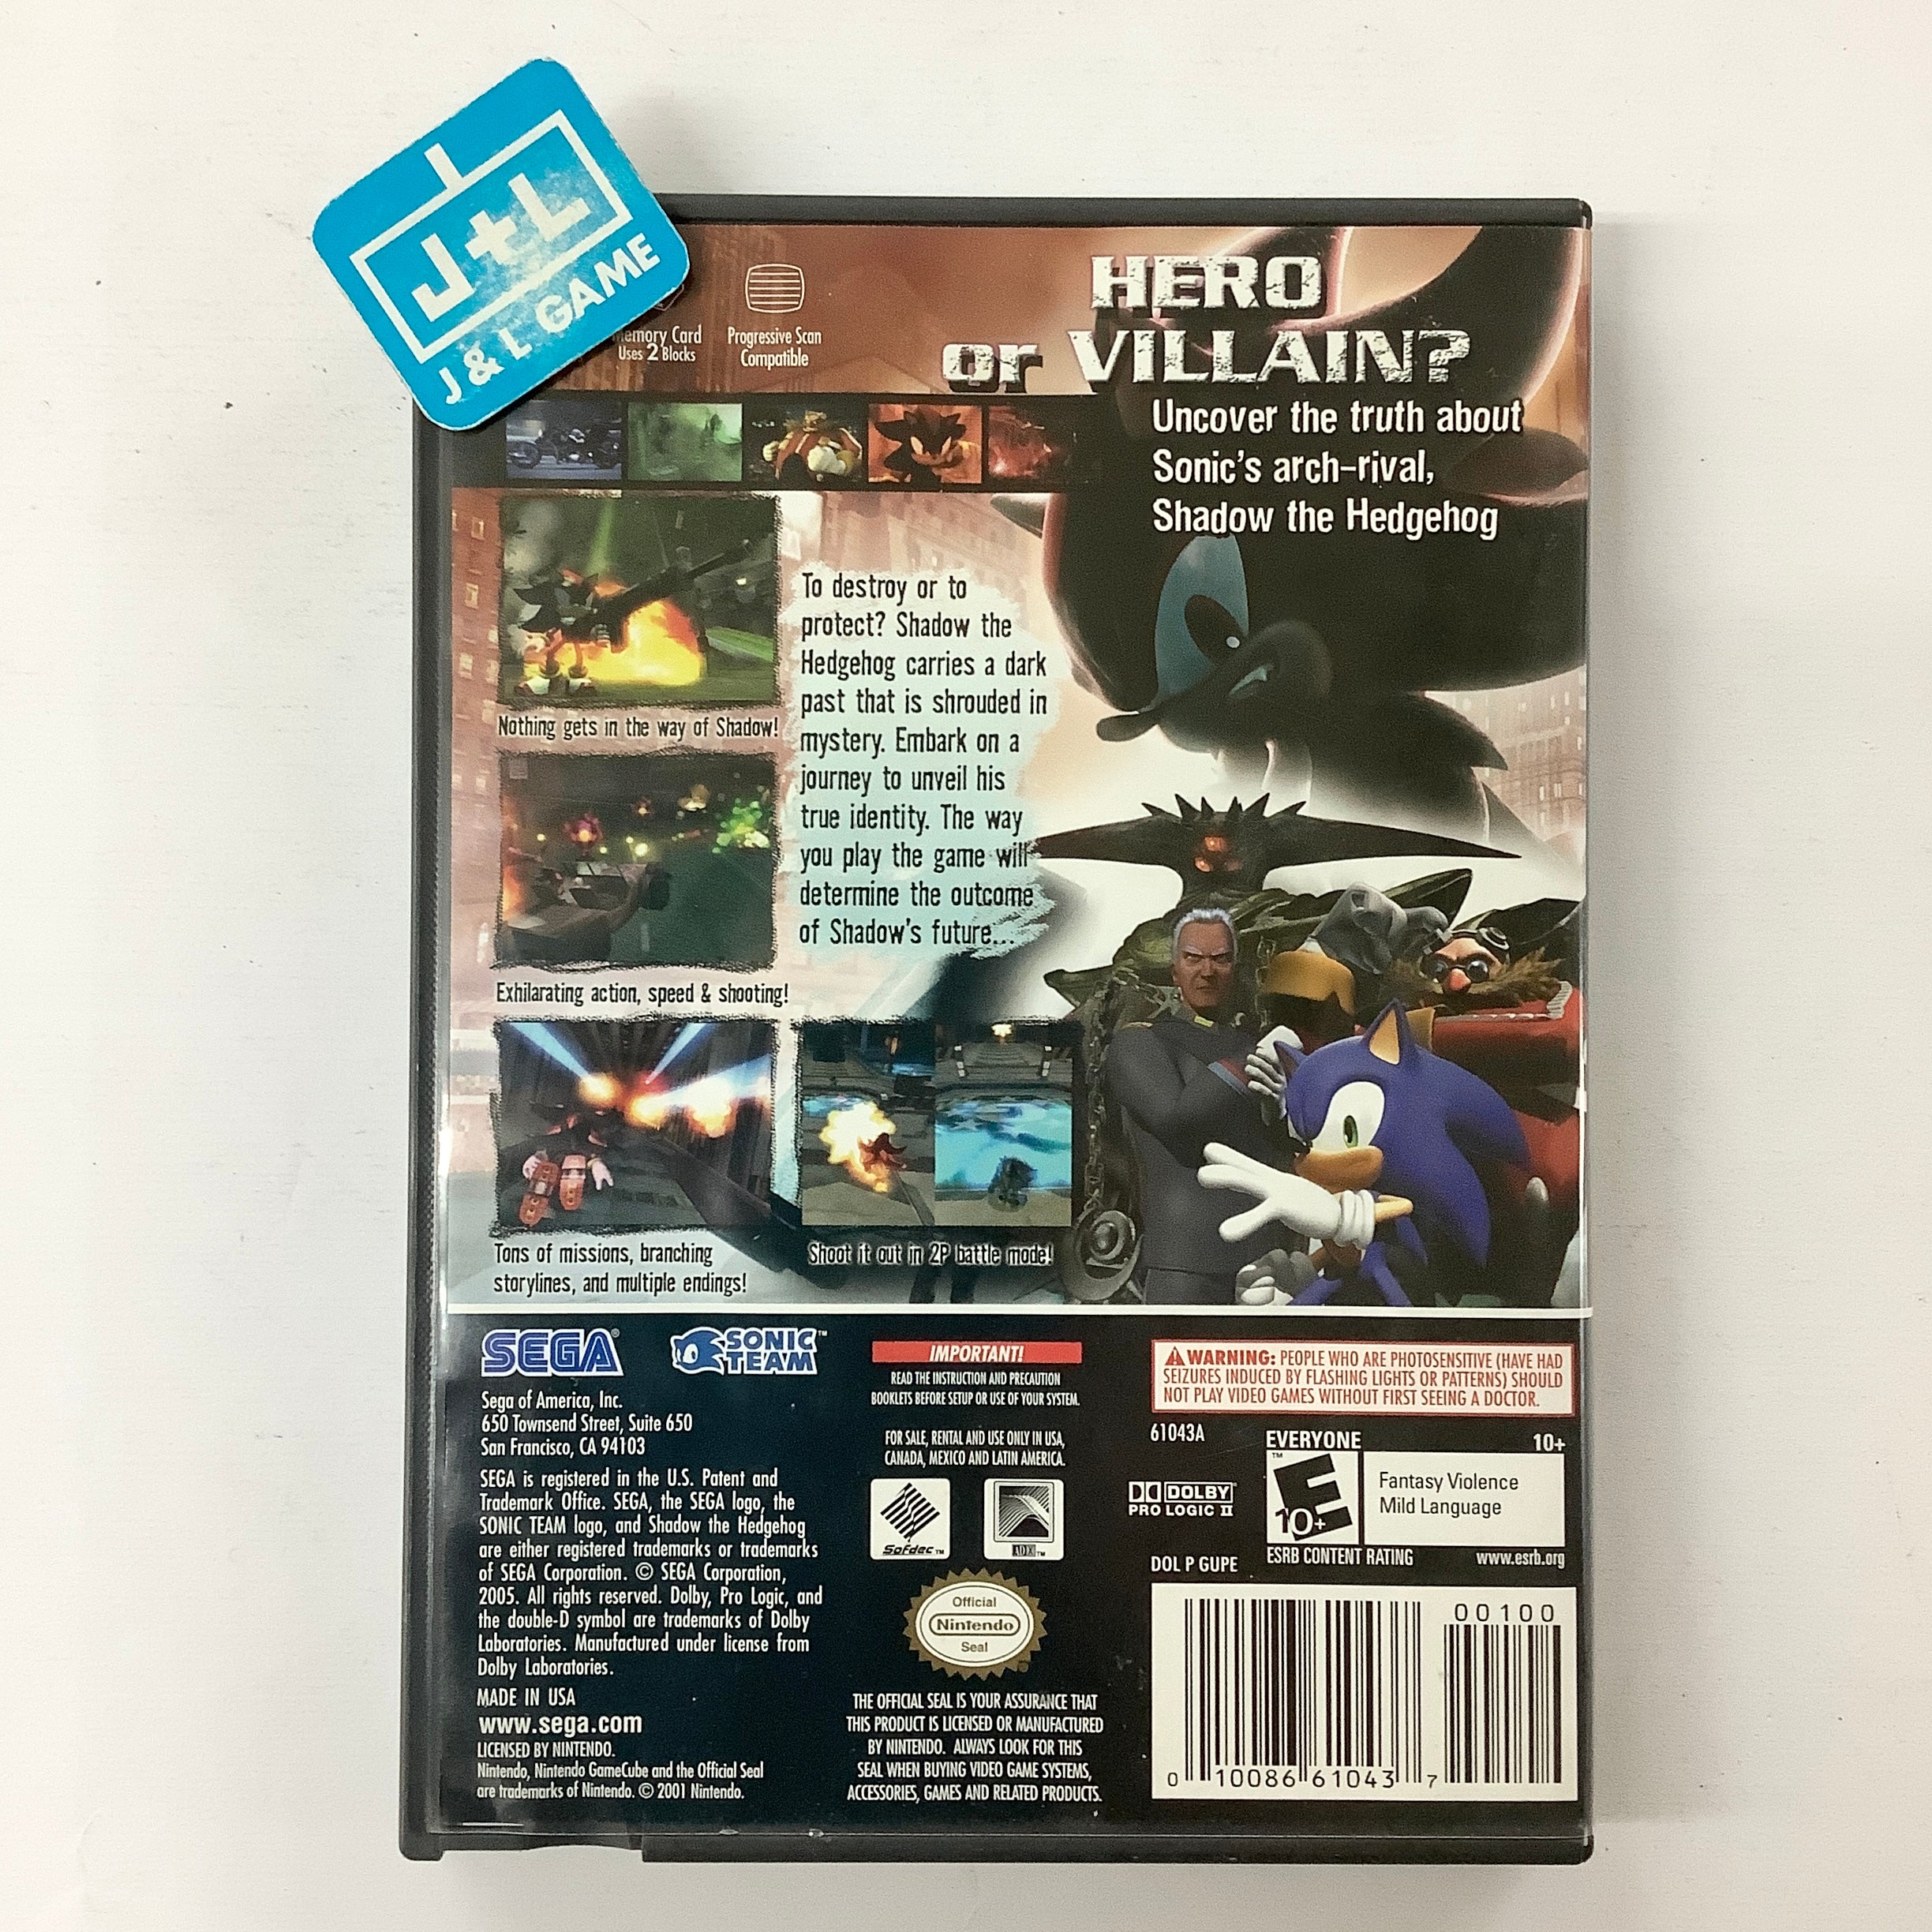 J+L
J & L GAME
Memory Card
Uses 2 Blocks
Progressive Scan
Compatible
HERO
or VILLAIN?
Uncover the truth about
Sonic's arch-rival,
Shadow the Hedgehog
To destroy or to
protect? Shadow the
Hedgehog carries a dark
past that is shrouded in
mystery. Embark on a
journey to unveil his
true identity. The way
you play the game will
determine the outcome
of Shadow's future...
Nothing gets in the way of Shadow!
Exhilarating action, speed & shooting!
Tons of missions, branching
storylines, and multiple endings!
Shoot it out in 2P battle mode!
SEGA®
SONIC
TEAM™
Sega of America, Inc.
650 Townsend Street, Suite 650
San Francisco, CA 94103
SEGA is registered in the U.S. Patent and
Trademark Office. SEGA, the SEGA logo, the
SONIC TEAM logo, and Shadow the Hedgehog
are either registered trademarks or trademarks
of SEGA Corporation. © SEGA Corporation,
2005. All rights reserved. Dolby, Pro Logic, and
the double-D symbol are trademarks of Dolby
Laboratories. Manufactured under license from
Dolby Laboratories.
MADE IN USA
www.sega.com
LICENSED BY NINTENDO.
Nintendo, Nintendo GameCube and the Official Seal
are trademarks of Nintendo. © 2001 Nintendo.
IMPORTANT!
READ THE INSTRUCTION AND PRECAUTION
BOOKLETS BEFORE SETUP OR USE OF YOUR SYSTEM.
FOR SALE, RENTAL AND USE ONLY IN USA,
CANADA, MEXICO AND LATIN AMERICA.
Sofdec™
ADX™
Official
Nintendo
Seal
THE OFFICIAL SEAL IS YOUR ASSURANCE THAT
THIS PRODUCT IS LICENSED OR MANUFACTURED
BY NINTENDO. ALWAYS LOOK FOR THIS
SEAL WHEN BUYING VIDEO GAME SYSTEMS,
ACCESSORIES, GAMES AND RELATED PRODUCTS.
WARNING: PEOPLE WHO ARE PHOTOSENSITIVE (HAVE HAD
SEIZURES INDUCED BY FLASHING LIGHTS OR PATTERNS) SHOULD
NOT PLAY VIDEO GAMES WITHOUT FIRST SEEING A DOCTOR.
61043A
DOLBY
PRO LOGIC II
DOL P GUPE
EVERYONE 10+
E
10+
™
Fantasy Violence
Mild Language
ESRB CONTENT RATING www.esrb.org
00100
0 10086 61043 7